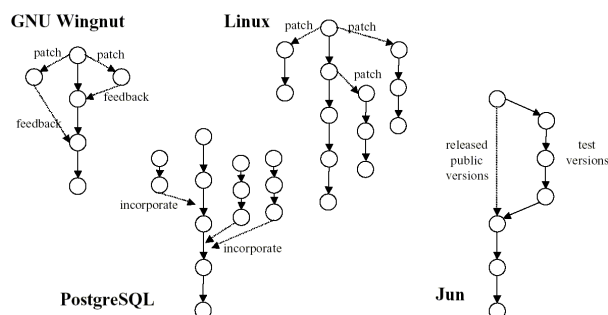 GNU Wingnut
Linux
patch
patch
patch
patch
patch
feedback
feedback
released
public
versions
test
versions
incorporate
incorporate
PostgreSQL
Jun